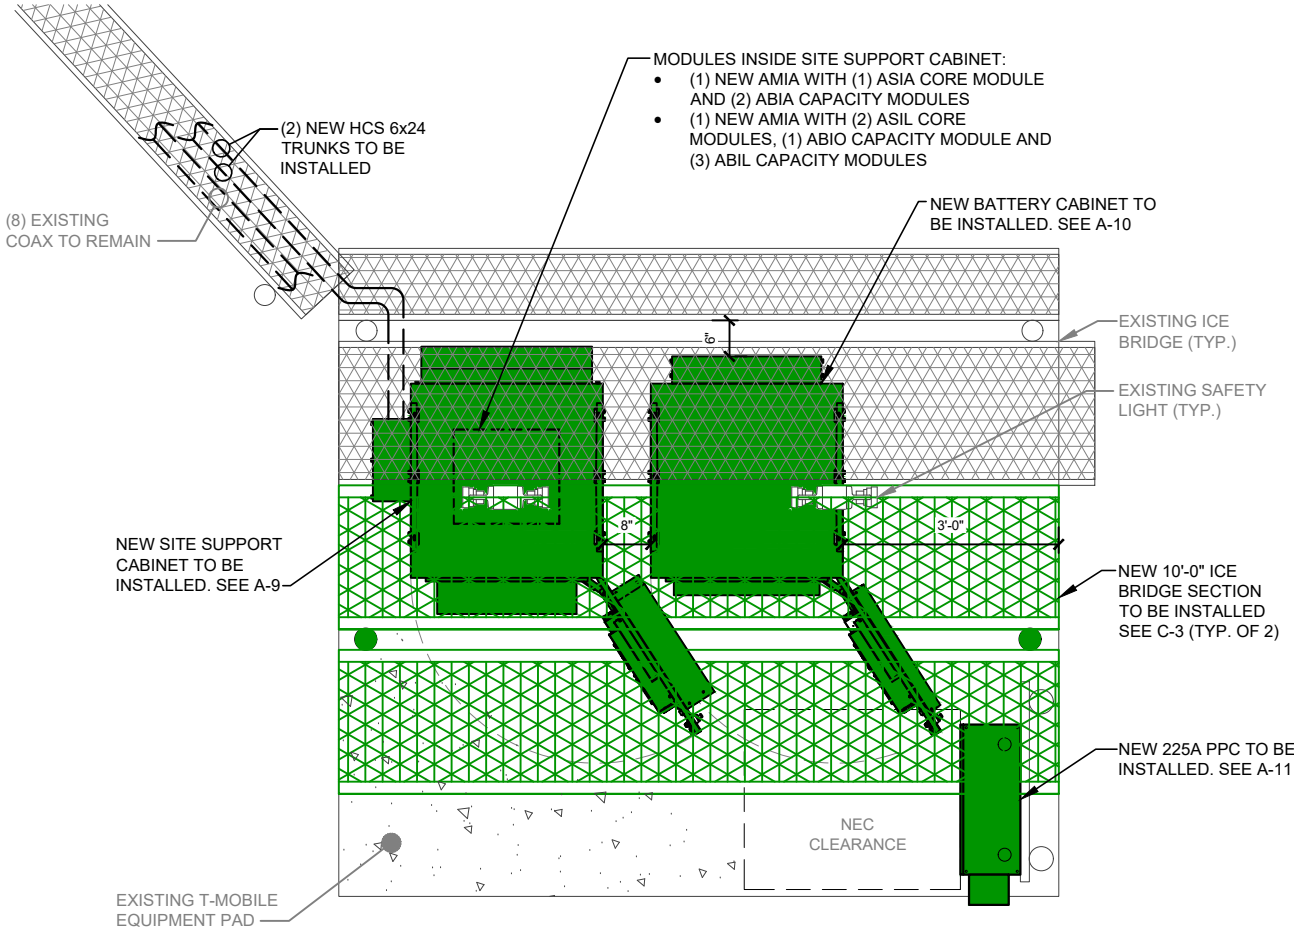 MODULES INSIDE SITE SUPPORT CABINET:
• (1) NEW AMIA WITH (1) ASIA CORE MODULE
AND (2) ABIA CAPACITY MODULES
• (1) NEW AMIA WITH (2) ASIL CORE
MODULES, (1) ABIO CAPACITY MODULE AND
(3) ABIL CAPACITY MODULES
(2) NEW HCS 6x24
TRUNKS TO BE
INSTALLED
(8) EXISTING
COAX TO REMAIN
NEW BATTERY CABINET TO
BE INSTALLED. SEE A-10
6"
EXISTING ICE
BRIDGE (TYP.)
EXISTING SAFETY
LIGHT (TYP.)
8"
3'-0"
NEW SITE SUPPORT
CABINET TO BE
INSTALLED. SEE A-9
NEW 10'-0" ICE
BRIDGE SECTION
TO BE INSTALLED
SEE C-3 (TYP. OF 2)
NEW 225A PPC TO BE
INSTALLED. SEE A-11
NEC
CLEARANCE
EXISTING T-MOBILE
EQUIPMENT PAD